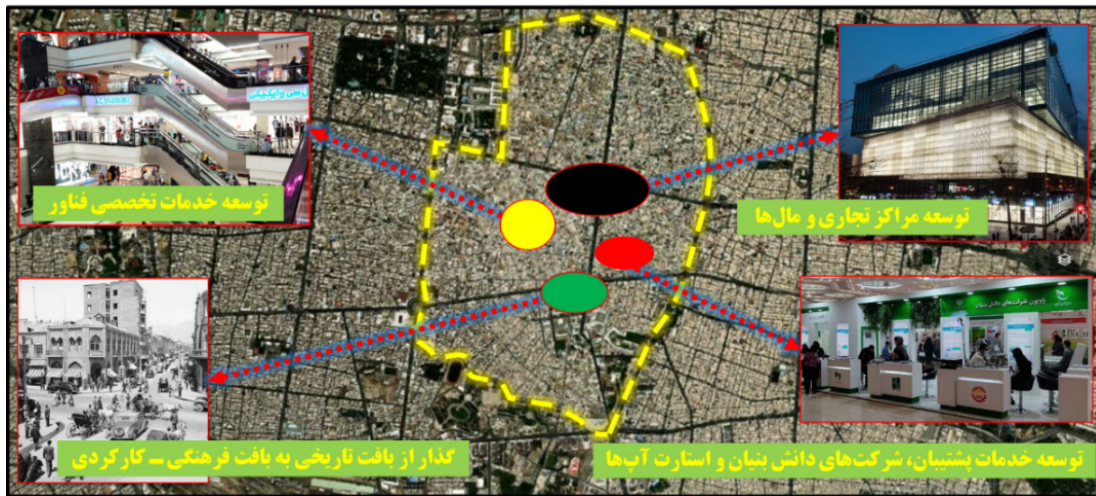 توسعه خدمات تخصصی فناور
توسعه مراکز تجاری و مال‌ها
گذار از بافت تاریخی به بافت فرهنگی – کارکردی
توسعه خدمات پشتیبان، شرکت‌های دانش بنیان و استارت آپ‌ها